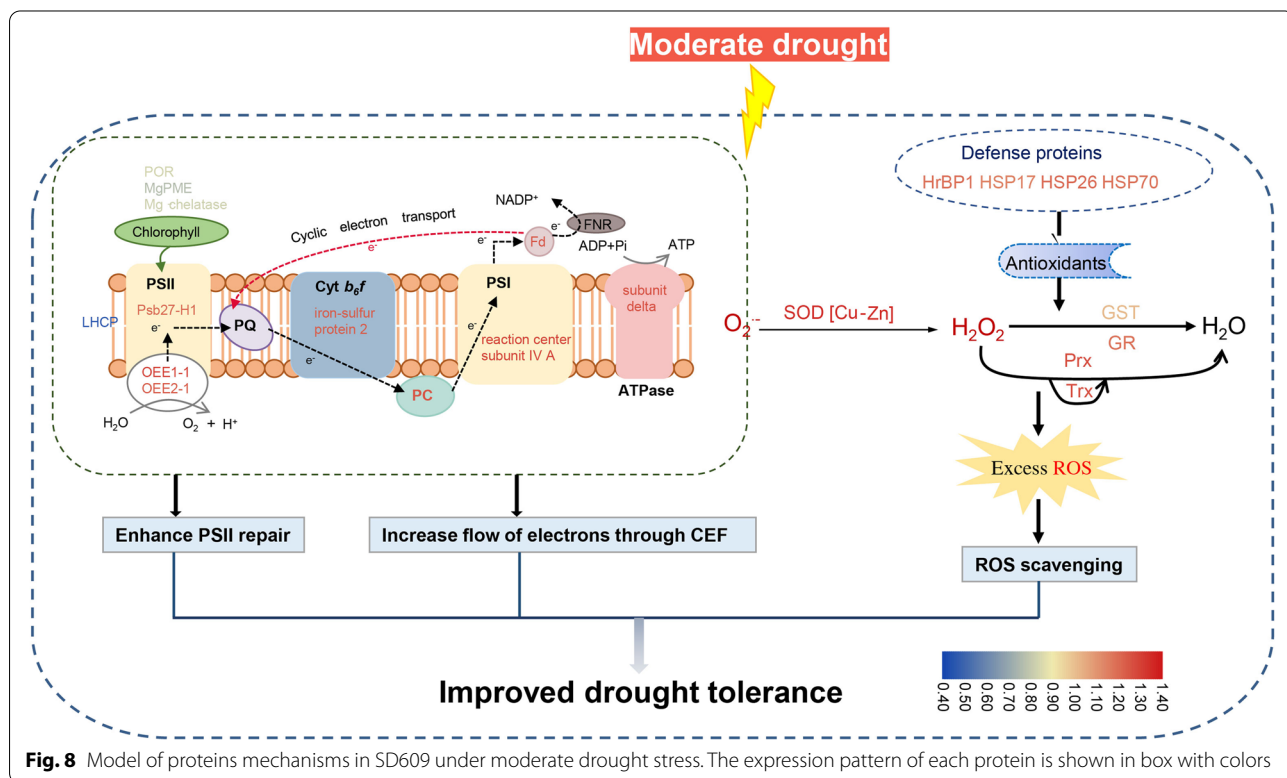 Moderate drought
Defense proteins
HrBP1 HSP17 HSP26 HSP70
Antioxidants
POR
MgPME
Mg chelatase
Chlorophyll
Cyclic electron transport
e-
NADP⁺
FNR
e-
Fd
e-
ADP+Pi
ATP
PSII
Psb27-H1
LHCP
e-
PQ
Cyt b₆f
iron-sulfur
protein 2
e-
PSI
e-
reaction center
subunit IV A
subunit
delta
ATPase
OEE1-1
OEE2-1
PC
H₂O
O₂ + H⁺
O₂·-
SOD [Cu-Zn]
H₂O₂
GST
GR
H₂O
Prx
Trx
Excess ROS
Enhance PSII repair
Increase flow of electrons through CEF
ROS scavenging
Improved drought tolerance
0.40
0.50
0.60
0.70
0.80
0.90
1.00
1.10
1.20
1.30
1.40
Fig. 8 Model of proteins mechanisms in SD609 under moderate drought stress. The expression pattern of each protein is shown in box with colors